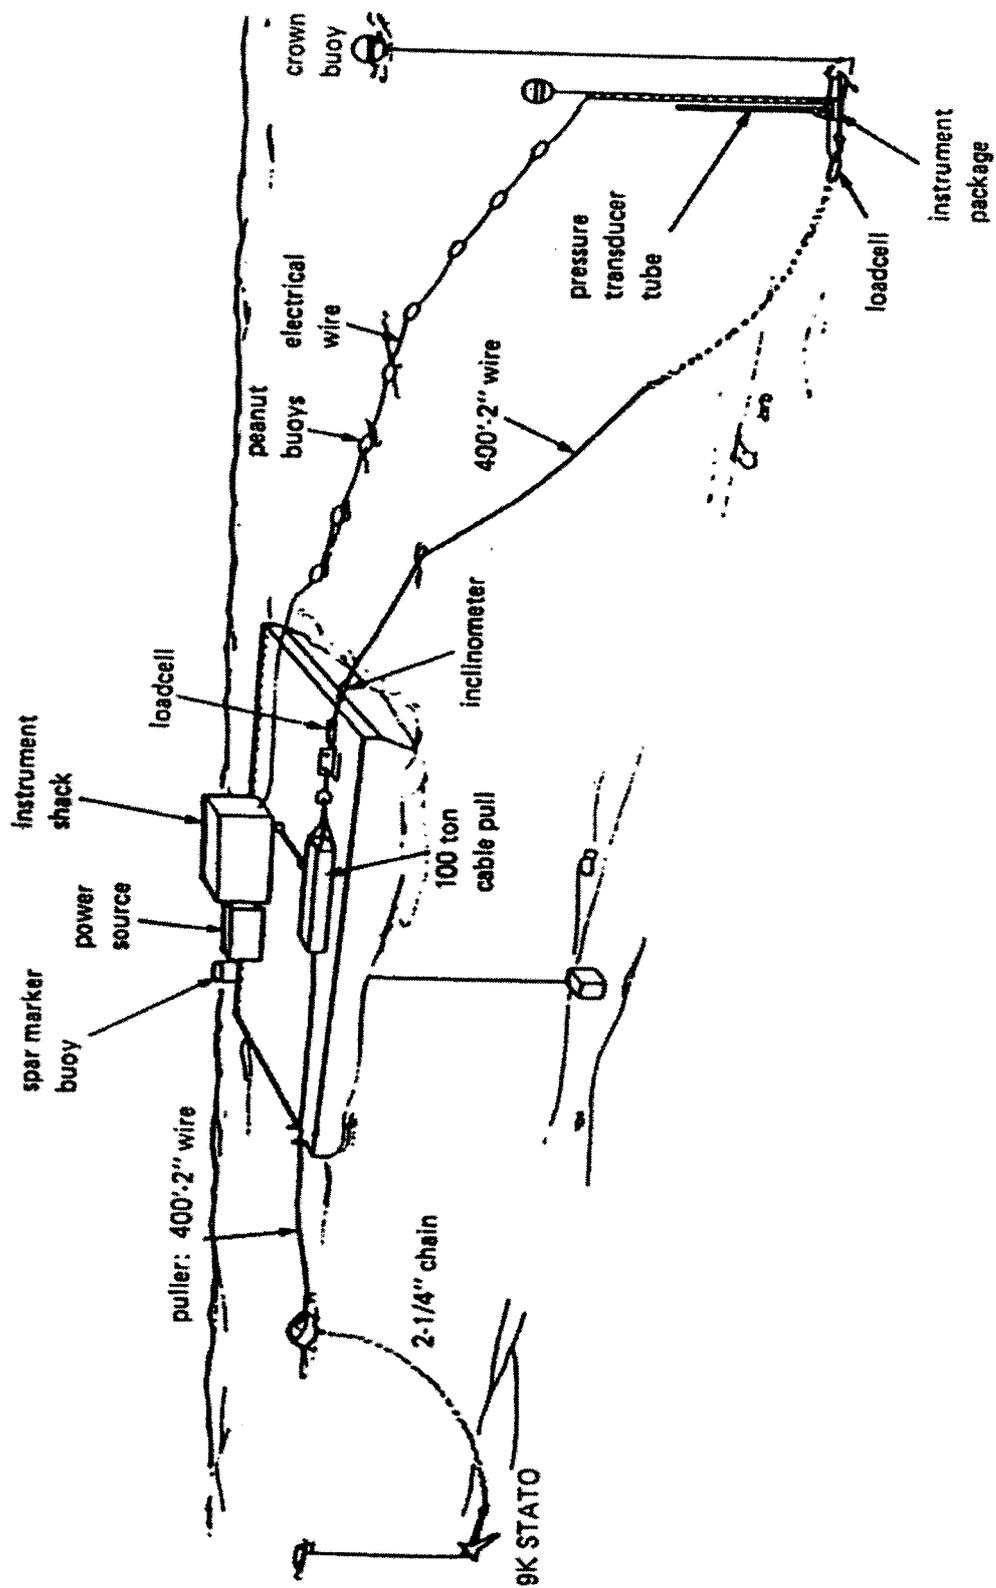 spar marker
buoy
power
source
instrument
shack
puller: 400'-2" wire
loadcell
peanut
buoys
electrical
wire
crown
buoy
100 ton
cable pull
inclinometer
400'-2" wire
pressure
transducer
tube
2-1/4" chain
9K STATO
loadcell
instrument
package